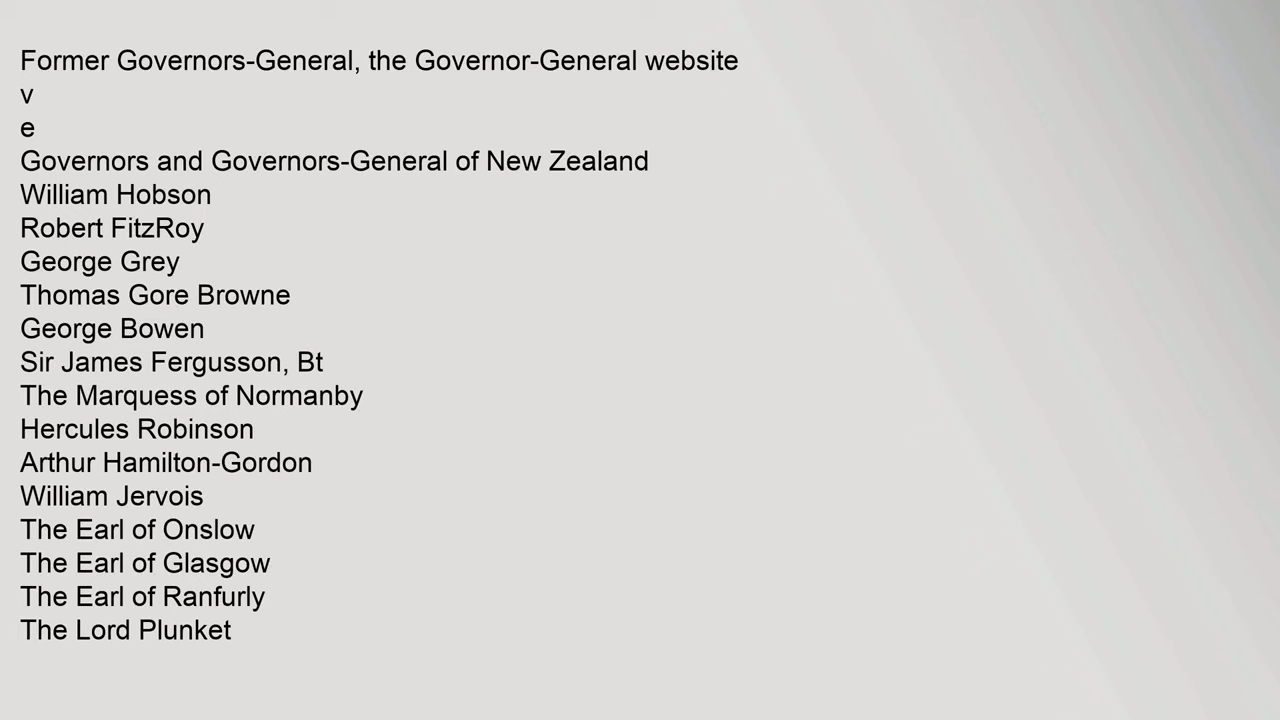 Former Governors-General, the Governor-General website
v
e
Governors and Governors-General of New Zealand
William Hobson
Robert FitzRoy
George Grey
Thomas Gore Browne
George Bowen
Sir James Fergusson, Bt
The Marquess of Normanby
Hercules Robinson
Arthur Hamilton-Gordon
William Jervois
The Earl of Onslow
The Earl of Glasgow
The Earl of Ranfurly
The Lord Plunket